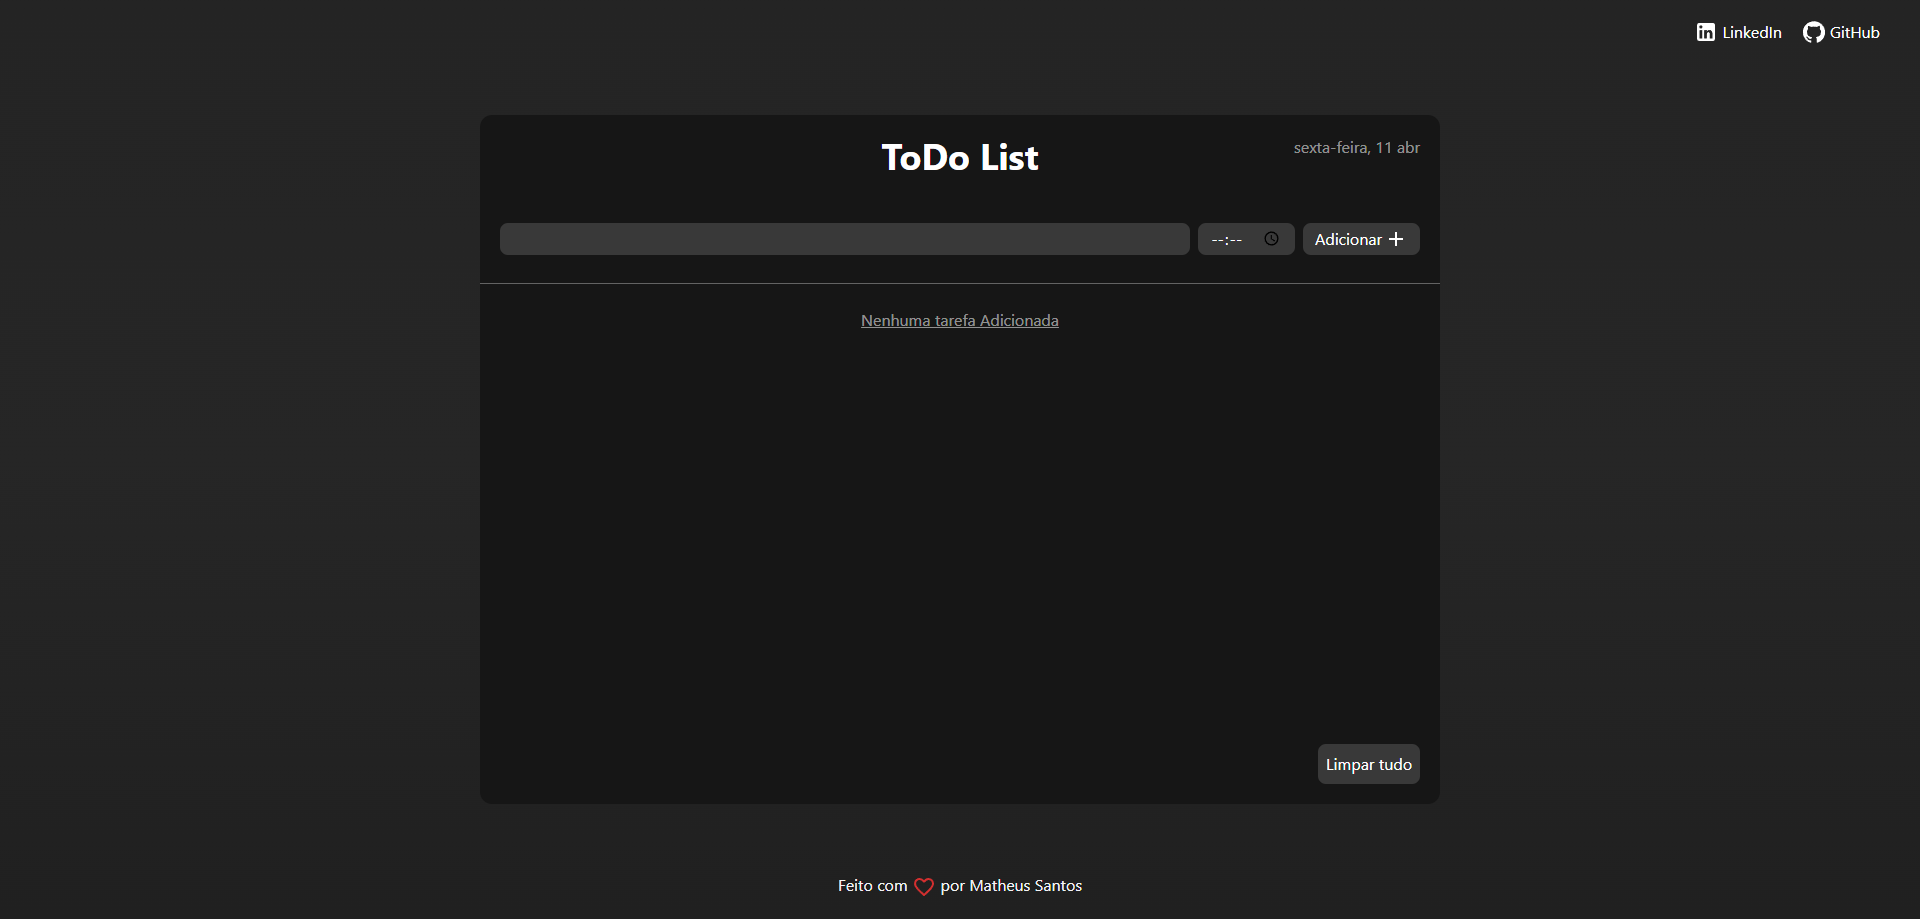 LinkedIn GitHub
ToDo List
sexta-feira, 11 abr
--:-- Adicionar +
Nenhuma tarefa Adicionada
Limpar tudo
Feito com por Matheus Santos